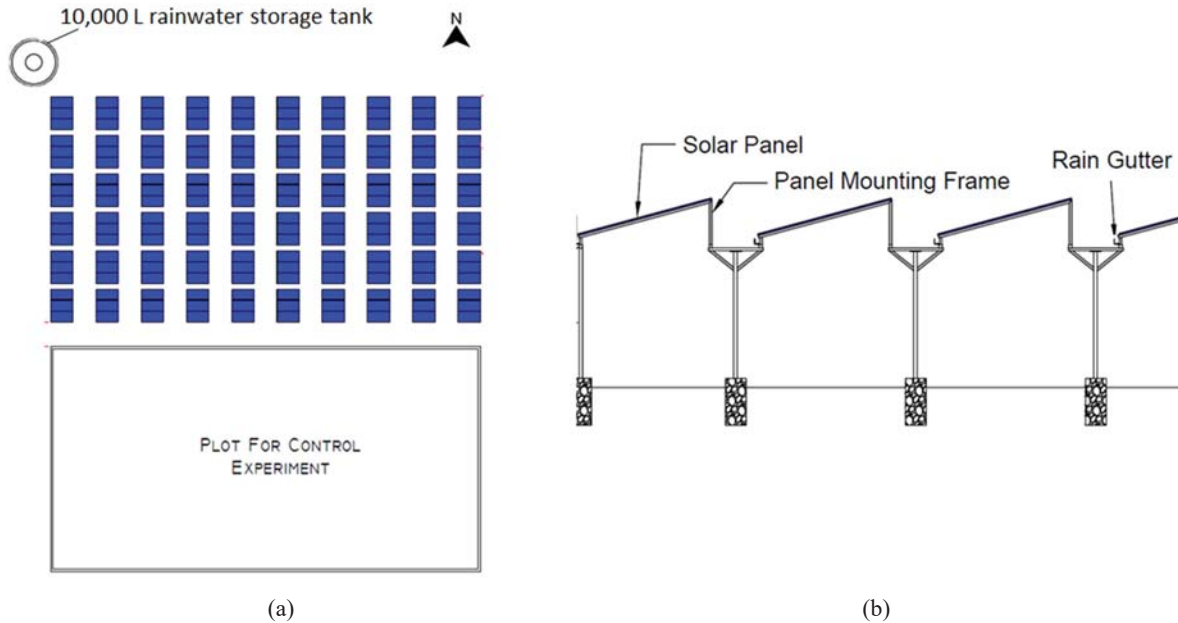 10,000 L rainwater storage tank
N
PLOT FOR CONTROL
EXPERIMENT
(a)
Solar Panel
Panel Mounting Frame
Rain Gutter
(b)